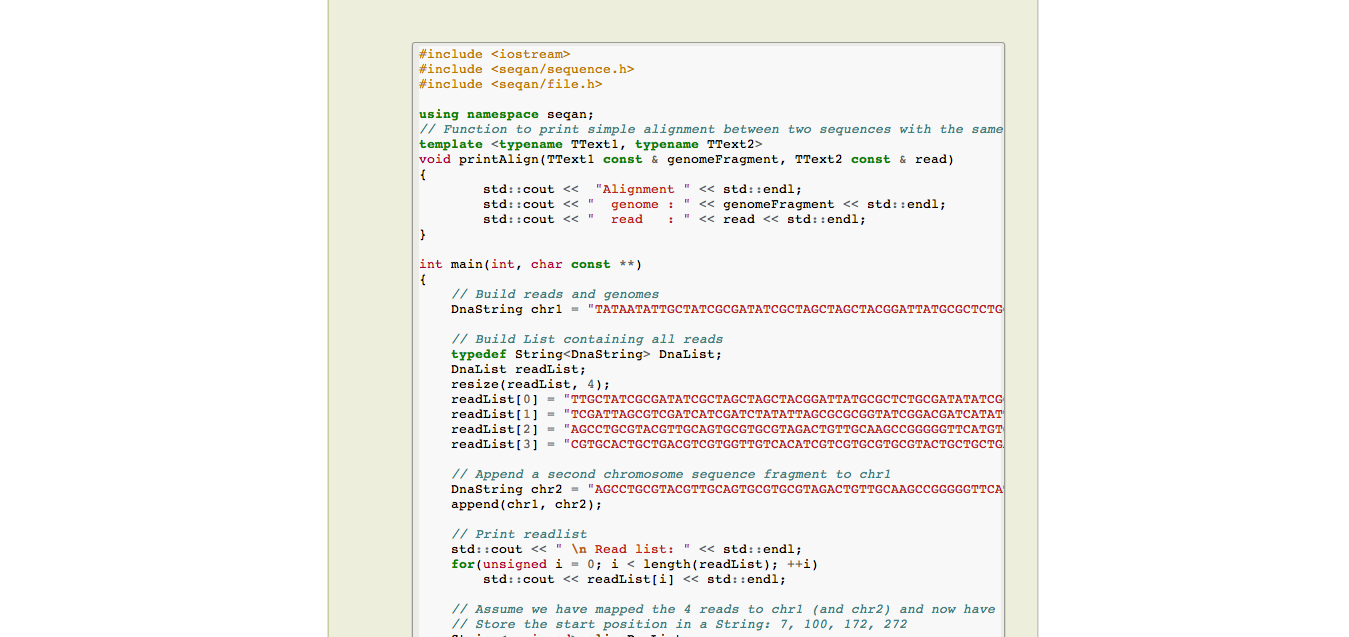 #include <iostream>
#include <seqan/sequence.h>
#include <seqan/file.h>
using namespace seqan;
// Function to print simple alignment between two sequences with the same
template <typename TText1, typename TText2>
void printAlign(TText1 const & genomeFragment, TText2 const & read)
{
std::cout <<  "Alignment " << std::endl;
std::cout << "  genome : " << genomeFragment << std::endl;
std::cout << "  read   : " << read << std::endl;
}
int main(int, char const **)
{
// Build reads and genomes
DnaString chr1 = "TATAATATTGCTATCGCGATATCGCTAGCTAGCTACGGATTATGCGCTCTG
// Build List containing all reads
typedef String<DnaString> DnaList;
DnaList readList;
resize(readList, 4);
readList[0] = "TTGCTATCGCGATATCGCTAGCTAGCTACGGATTATGCGCTCTGCGATATATCG
readList[1] = "TCGATTAGCGTCGATCATCGATCTATATTAGCGCGCGGTATCGGACGATCATAT
readList[2] = "AGCCTGCGTACGTTGCAGTGCGTGCGTAGACTGTTGCAAGCCGGGGGTTCATGT
readList[3] = "CGTGCACTGCTGACGTCGTGGTTGTCACATCGTCGTGCGTGCGTACTGCTGCTG
// Append a second chromosome sequence fragment to chr1
DnaString chr2 = "AGCCTGCGTACGTTGCAGTGCGTGCGTAGACTGTTGCAAGCCGGGGGTTCA
append(chr1, chr2);
// Print readlist
std::cout << " \n Read list: " << std::endl;
for(unsigned i = 0; i < length(readList); ++i)
std::cout << readList[i] << std::endl;
// Assume we have mapped the 4 reads to chr1 (and chr2) and now have
// Store the start position in a String: 7, 100, 172, 272